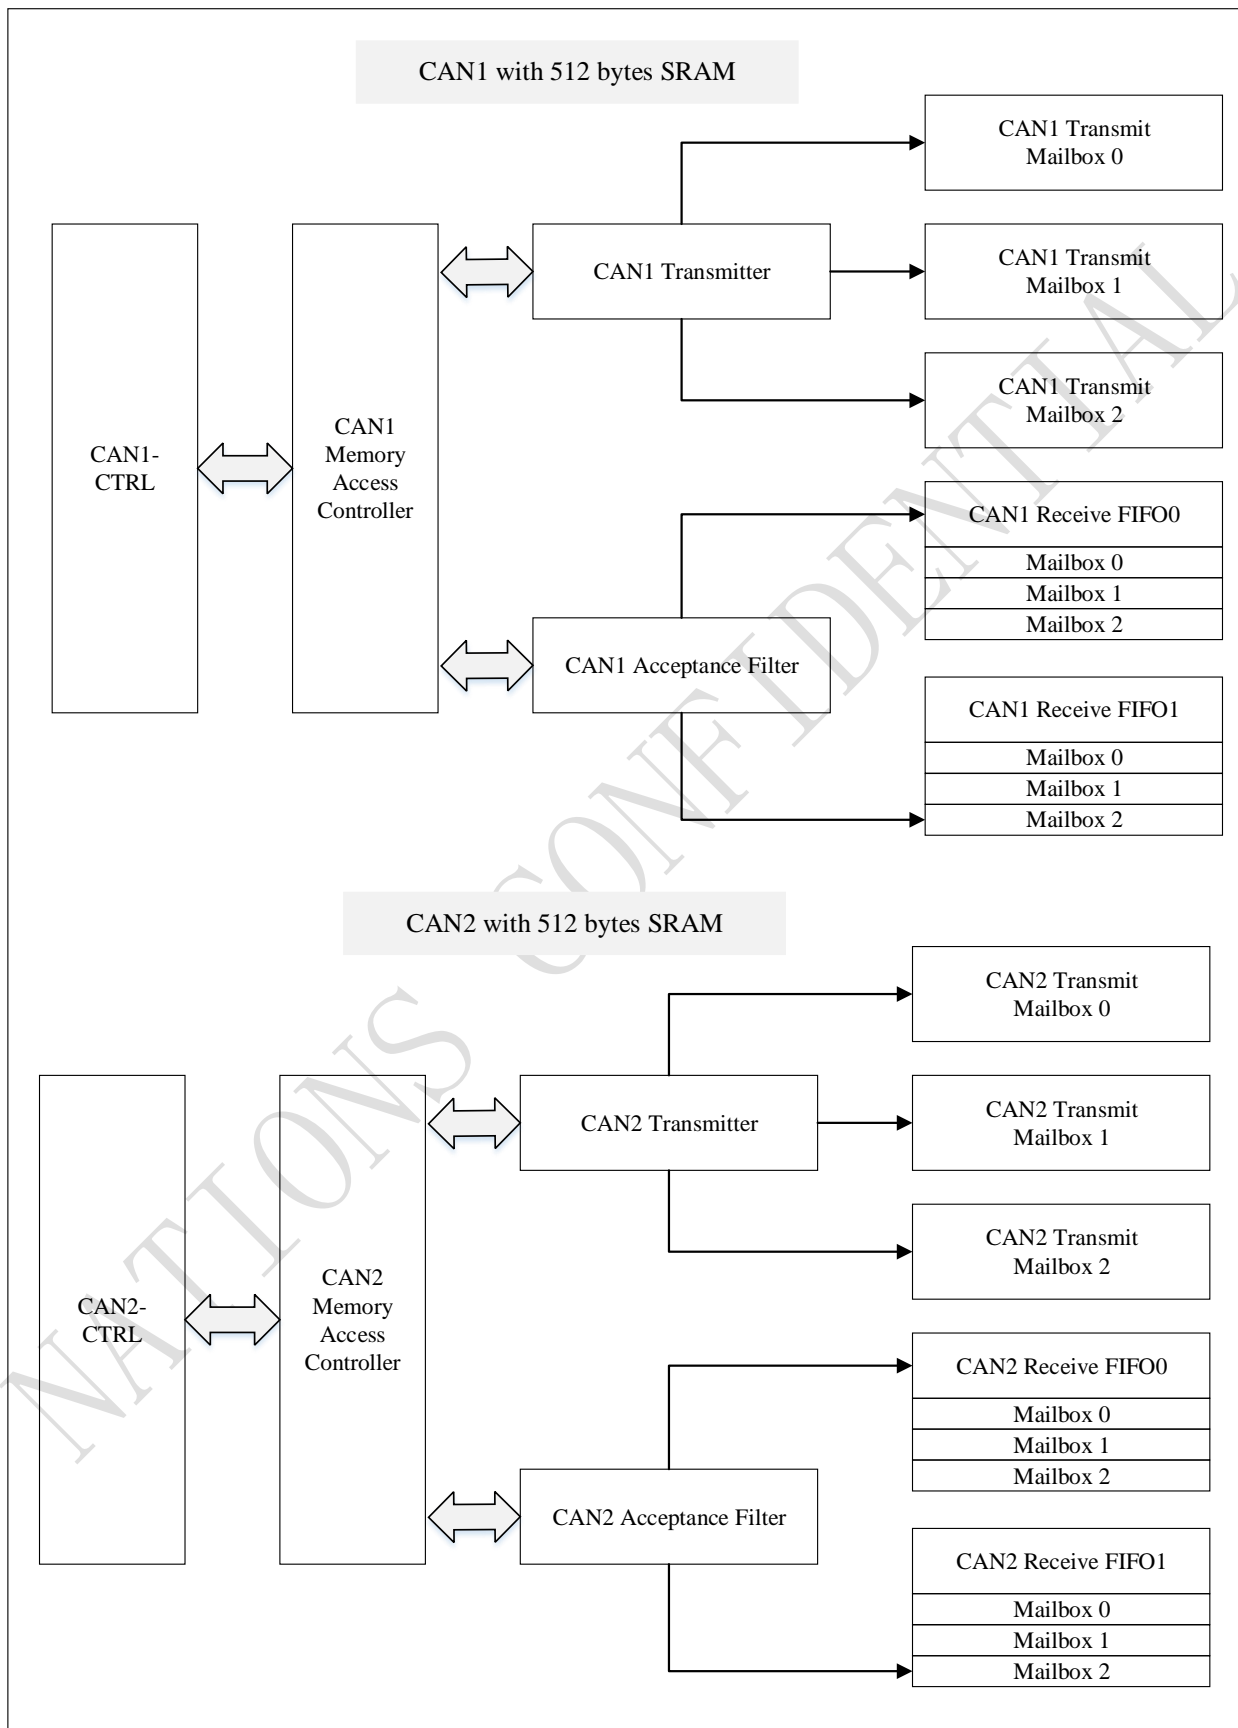 CAN1 with 512 bytes SRAM
CAN1 Transmit
Mailbox 0
CAN1 Transmitter
CAN1 Transmit
Mailbox 1
CAN1 Transmit
Mailbox 2
CAN1-
CTRL
CAN1
Memory
Access
Controller
CAN1 Receive FIFO0
Mailbox 0
Mailbox 1
Mailbox 2
CAN1 Acceptance Filter
CAN1 Receive FIFO1
Mailbox 0
Mailbox 1
Mailbox 2
CAN2 with 512 bytes SRAM
CAN2 Transmit
Mailbox 0
CAN2 Transmitter
CAN2 Transmit
Mailbox 1
CAN2 Transmit
Mailbox 2
CAN2-
CTRL
CAN2
Memory
Access
Controller
CAN2 Receive FIFO0
Mailbox 0
Mailbox 1
Mailbox 2
CAN2 Acceptance Filter
CAN2 Receive FIFO1
Mailbox 0
Mailbox 1
Mailbox 2
NATIONS CONFIDENTIAL